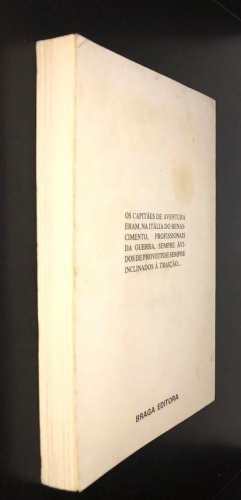 OS CAPITÃES DE AVENTURA
ERAM, NA ITÁLIA DO RENAS-
CIMENTO, PROFISSIONAIS
DA GUERRA, SEMPRE ÁVI-
DOS DE PROVEITO E SEMPRE
INCLINADOS À TRAIÇÃO...
BRAGA EDITORA